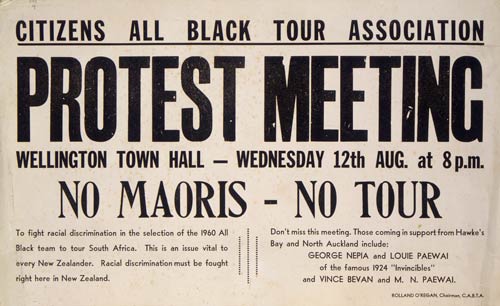 CITIZENS ALL BLACK TOUR ASSOCIATION
PROTEST MEETING
WELLINGTON TOWN HALL — WEDNESDAY 12th AUG. at 8 p.m.
NO MAORIS - NO TOUR
To fight racial discrimination in the selection of the 1960 All
Black team to tour South Africa. This is an issue vital to
every New Zealander. Racial discrimination must be fought
right here in New Zealand.
Don't miss this meeting. Those coming in support from Hawke's
Bay and North Auckland include:
GEORGE NEPIA and LOUIE PAEWAI
of the famous 1924 "Invincibles"
and VINCE BEVAN and M. N. PAEWAI.
ROLLAND O'REGAN, Chairman, C.A.B.T.A.